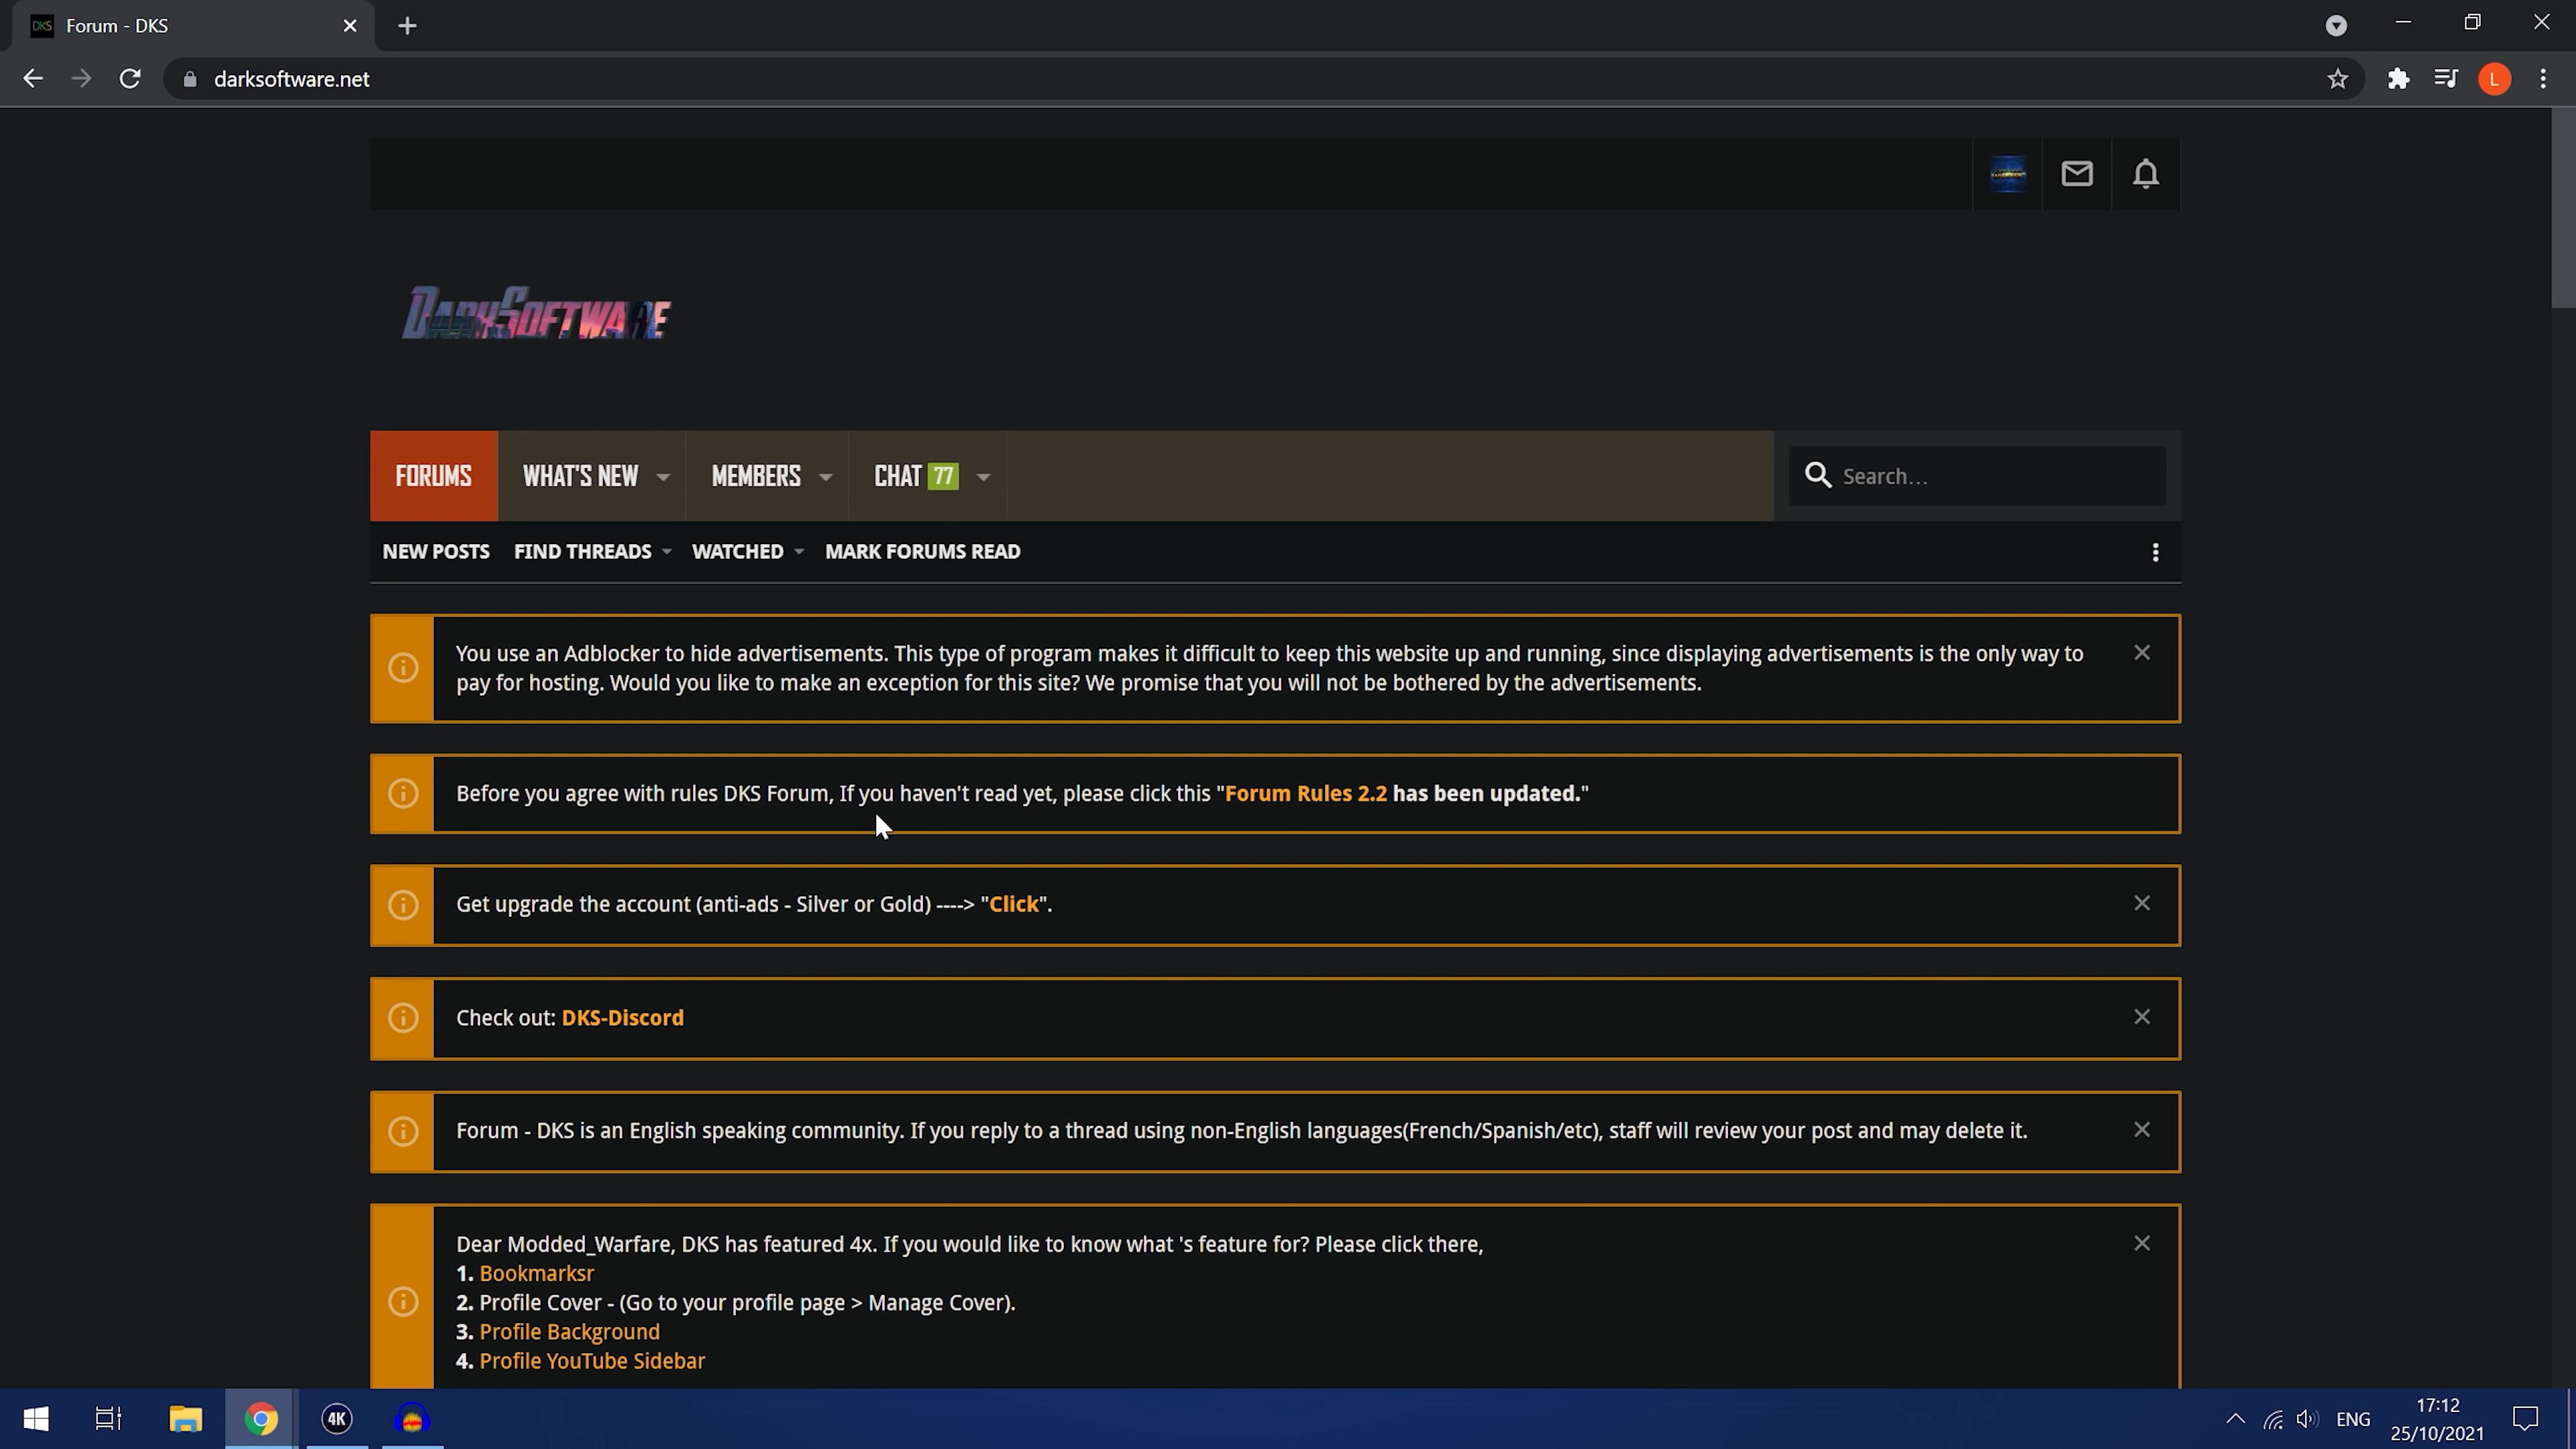 DKS Forum - DKS
darksoftware.net
L
DARKSOFTWARE
FORUMS WHAT'S NEW MEMBERS CHAT 77 Search...
NEW POSTS FIND THREADS WATCHED MARK FORUMS READ
You use an Adblocker to hide advertisements. This type of program makes it difficult to keep this website up and running, since displaying advertisements is the only way to
pay for hosting. Would you like to make an exception for this site? We promise that you will not be bothered by the advertisements.
Before you agree with rules DKS Forum, If you haven't read yet, please click this "Forum Rules 2.2 has been updated."
Get upgrade the account (anti-ads - Silver or Gold) ----> "Click".
Check out: DKS-Discord
Forum - DKS is an English speaking community. If you reply to a thread using non-English languages(French/Spanish/etc), staff will review your post and may delete it.
Dear Modded_Warfare, DKS has featured 4x. If you would like to know what 's feature for? Please click there,
1. Bookmarksr
2. Profile Cover - (Go to your profile page > Manage Cover).
3. Profile Background
4. Profile YouTube Sidebar
4K ENG 17:12
25/10/2021